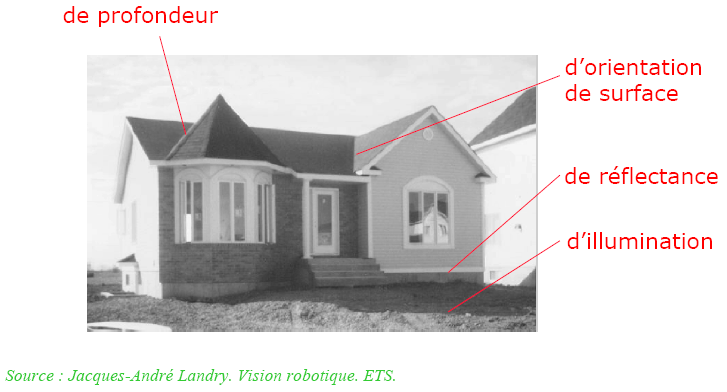 de profondeur
d’orientation
de surface
de réflectance
d’illumination
Source : Jacques-André Landry. Vision robotique. ETS.